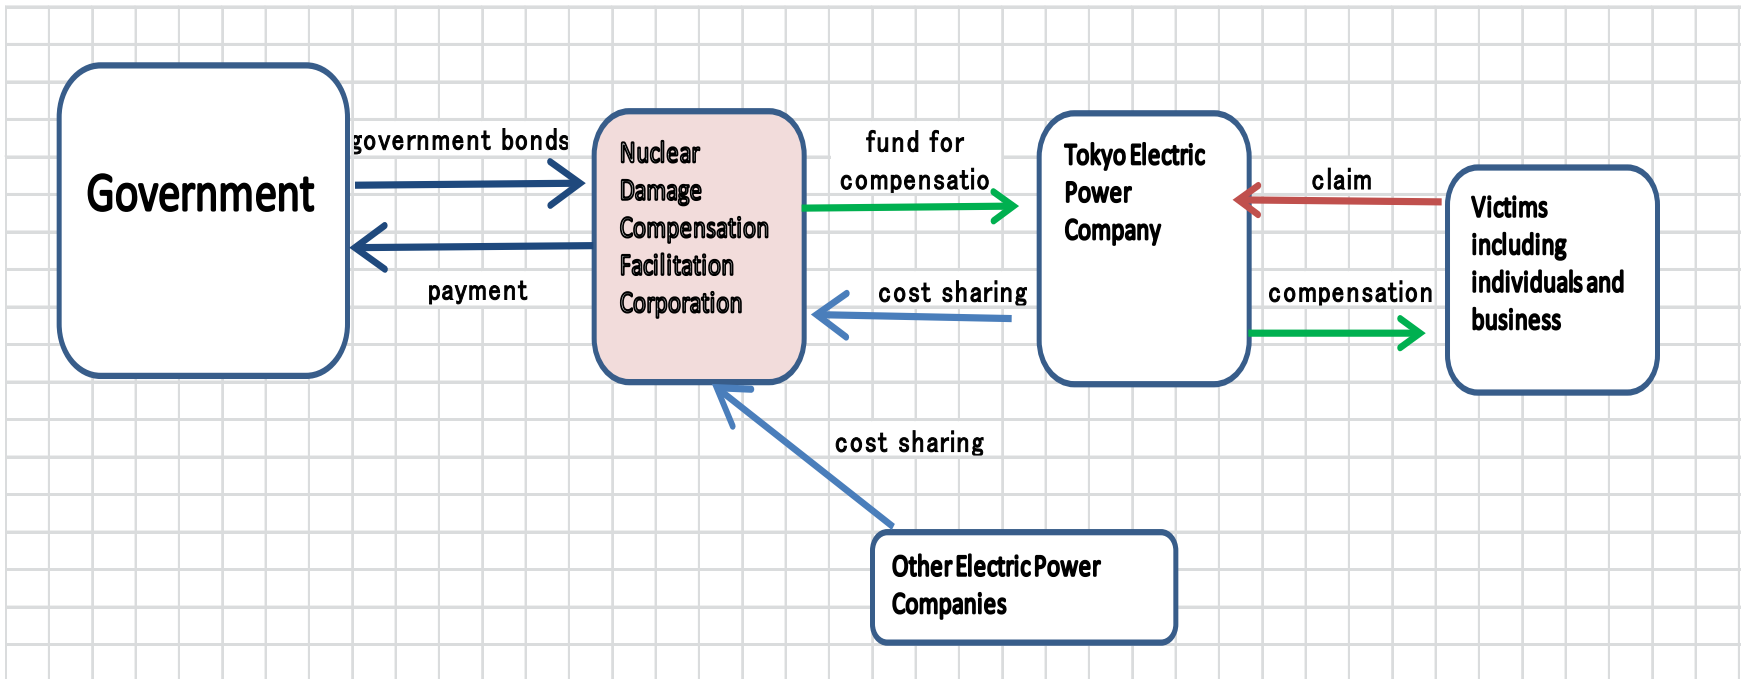 Government
government bonds
payment
Nuclear
Damage
Compensation
Facilitation
Corporation
fund for
compensatio
cost sharing
Tokyo Electric
Power
Company
claim
compensation
Victims
including
individuals and
business
cost sharing
Other Electric Power
Companies